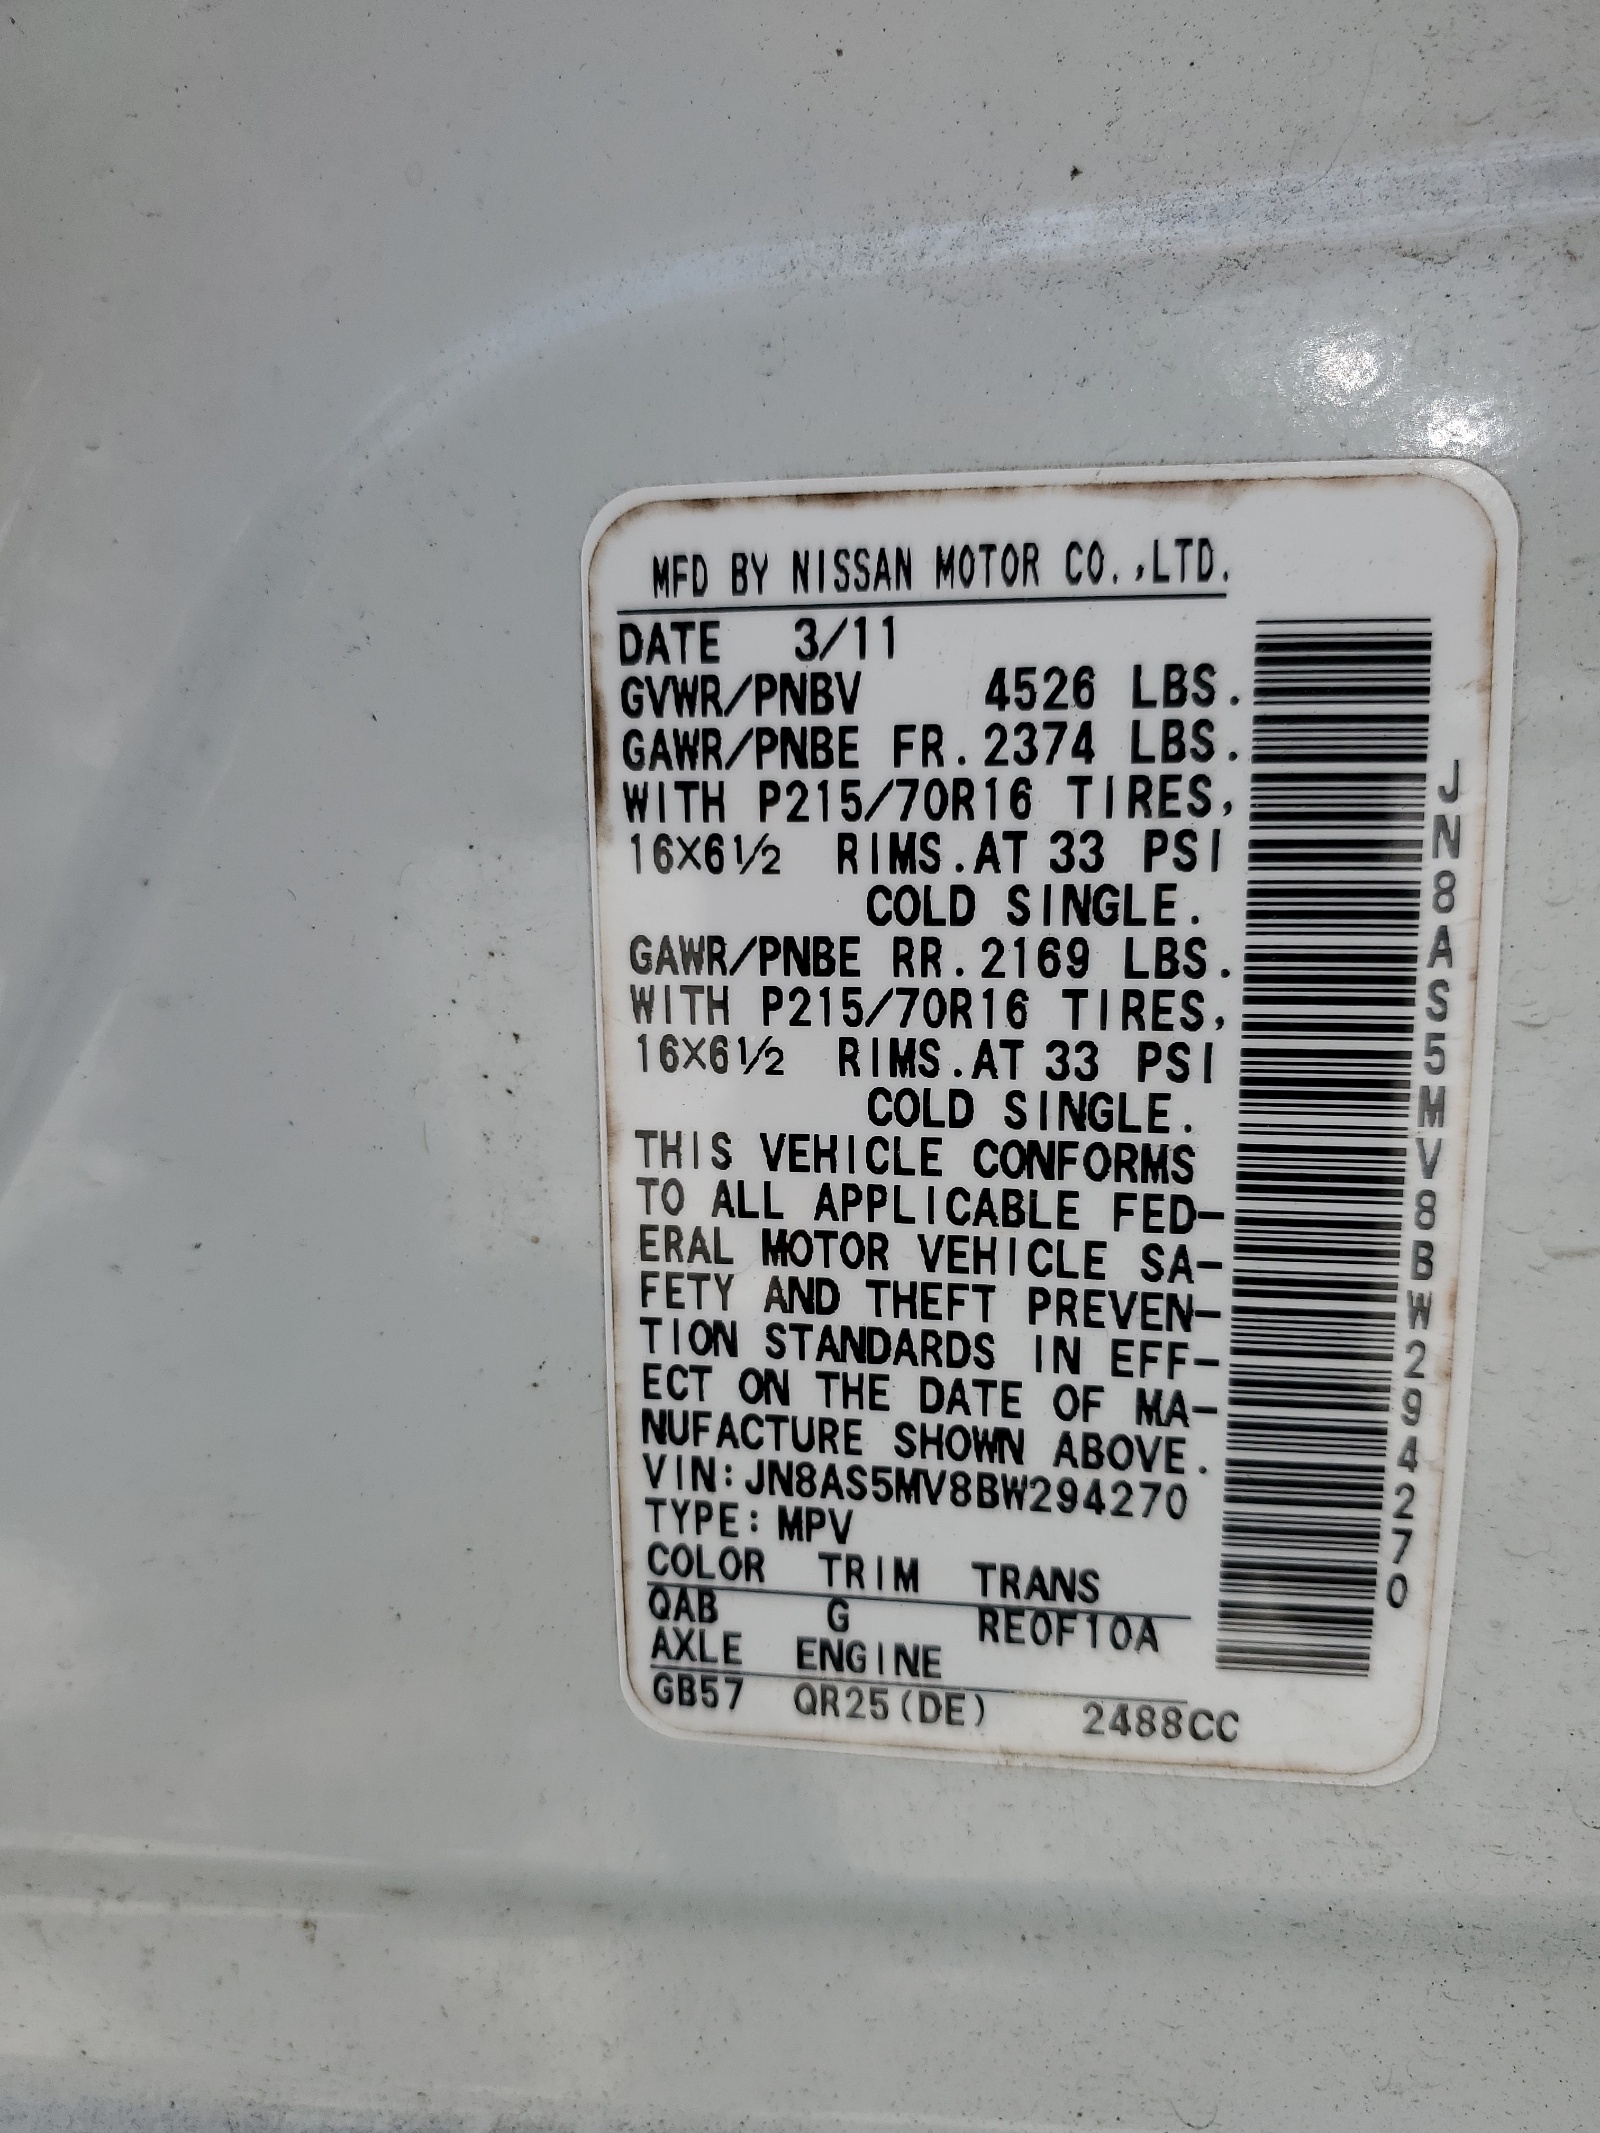 MFD BY NISSAN MOTOR CO.,LTD.
DATE 3/11
GVWR/PNBV 4526 LBS.
GAWR/PNBE FR.2374 LBS.
WITH P215/70R16 TIRES,
16X6½ RIMS.AT 33 PSI
COLD SINGLE.
GAWR/PNBE RR.2169 LBS.
WITH P215/70R16 TIRES,
16X6½ RIMS.AT 33 PSI
COLD SINGLE.
THIS VEHICLE CONFORMS
TO ALL APPLICABLE FED-
ERAL MOTOR VEHICLE SA-
FETY AND THEFT PREVEN-
TION STANDARDS IN EFF-
ECT ON THE DATE OF MA-
NUFACTURE SHOWN ABOVE.
VIN:JN8AS5MV8BW294270
TYPE:MPV
COLOR TRIM TRANS
QAB G RE0F10A
AXLE ENGINE
GB57 QR25(DE) 2488CC
JN8AS5MV8BW294270